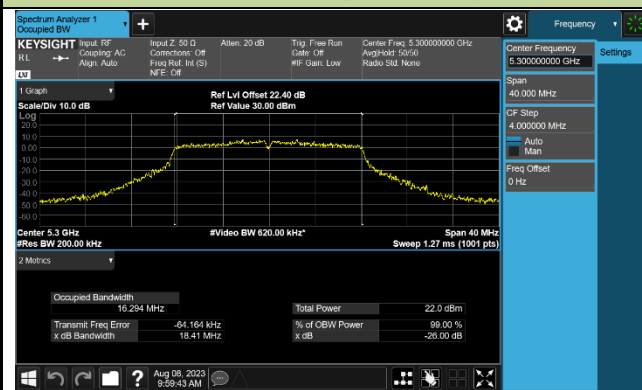 Spectrum Analyzer 1
Occupied BW
Frequency
KEYSIGHT
RL
LXI
Input: RF
Coupling: AC
Align: Auto
Input Z: 50 Ω
Corrections: Off
Freq Ref: Int (S)
NFE: Off
Atten: 20 dB
Trig: Free Run
Gate: Off
#IF Gain: Low
Center Freq: 5.300000000 GHz
Avg|Hold: 50/50
Radio Std: None
Center Frequency
5.300000000 GHz
Settings
Span
40.000 MHz
CF Step
4.000000 MHz
Auto
Man
Freq Offset
0 Hz
1 Graph
Scale/Div 10.0 dB
Ref Lvl Offset 22.40 dB
Ref Value 30.00 dBm
Log
20.0
10.0
0.00
-10.0
-20.0
-30.0
-40.0
-50.0
-60.0
Center 5.3 GHz
#Res BW 200.00 kHz
#Video BW 620.00 kHz*
Span 40 MHz
Sweep 1.27 ms (1001 pts)
2 Metrics
Occupied Bandwidth
16.294 MHz
Total Power 22.0 dBm
Transmit Freq Error -64.164 kHz
% of OBW Power 99.00 %
x dB Bandwidth 18.41 MHz
x dB -26.00 dB
?
Aug 08, 2023
9:59:43 AM